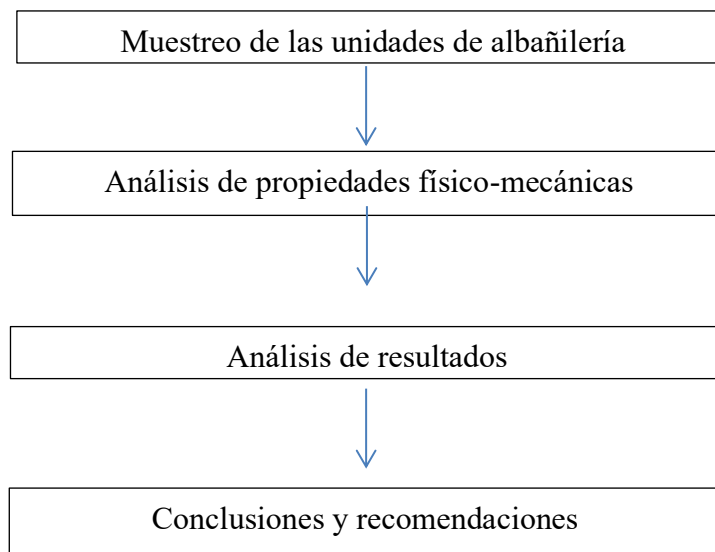 Muestreo de las unidades de albañilería
Análisis de propiedades físico-mecánicas
Análisis de resultados
Conclusiones y recomendaciones